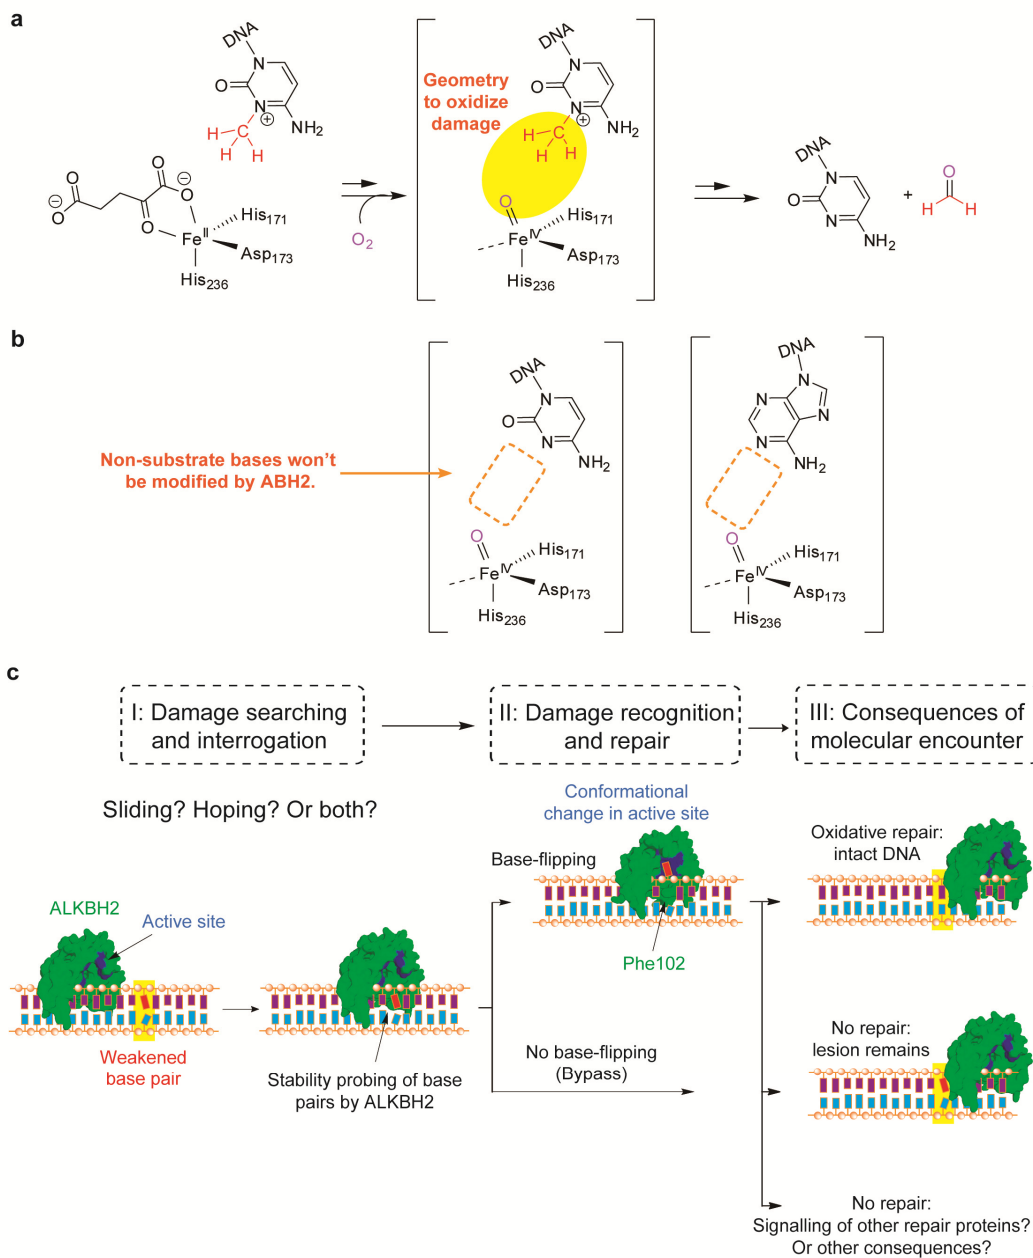 a
DNA
N
O
N
⊕
NH2
H
C
H
H
⊖
O
O
O
O
⊖
O
Fe
II
His171
Asp173
His236
O2
Geometry
to oxidize
damage
DNA
N
O
N
⊕
NH2
H
C
H
H
O
Fe
IV
His171
Asp173
His236
DNA
N
O
N
NH2
+
O
H
H
b
Non-substrate bases won’t
be modified by ABH2.
DNA
N
O
N
NH2
O
Fe
IV
His171
Asp173
His236
DNA
N
N
N
N
NH2
O
Fe
IV
His171
Asp173
His236
c
I: Damage searching
and interrogation
II: Damage recognition
and repair
III: Consequences of
molecular encounter
Sliding? Hoping? Or both?
ALKBH2
Active site
Weakened
base pair
Stability probing of base
pairs by ALKBH2
Conformational
change in active site
Base-flipping
Phe102
No base-flipping
(Bypass)
Oxidative repair:
intact DNA
No repair:
lesion remains
No repair:
Signalling of other repair proteins?
Or other consequences?